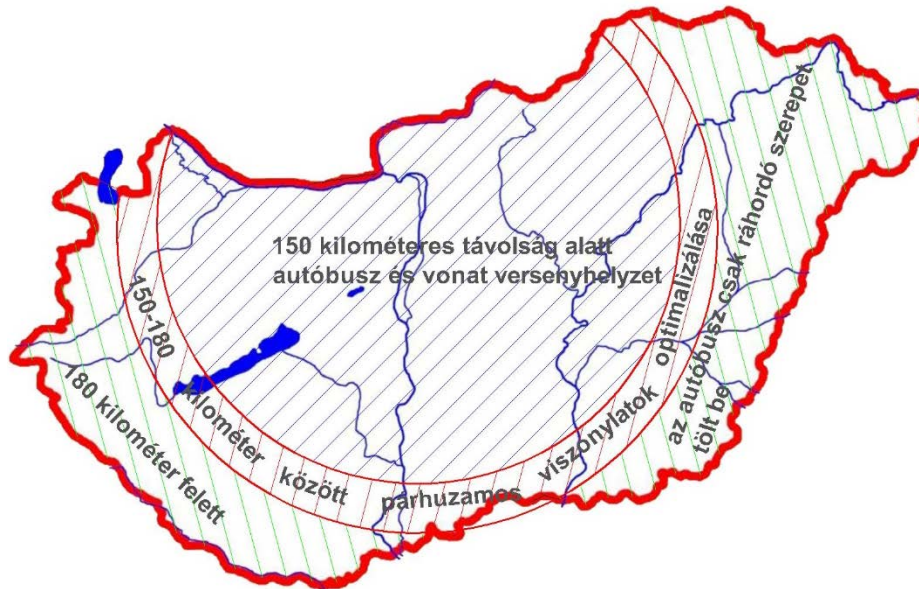 150 kilométeres távolság alatt
autóbusz és vonat versenyhelyzet
150-180 kilométer között párhuzamos viszonylatok optimalizálása
180 kilométer felett
az autóbusz csak ráhordó szerepet
tölt be